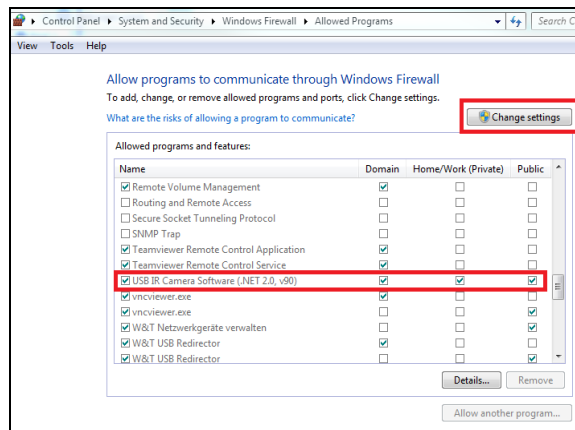 Control Panel ▸ System and Security ▸ Windows Firewall ▸ Allowed Programs
Search C
View Tools Help
Allow programs to communicate through Windows Firewall
To add, change, or remove allowed programs and ports, click Change settings.
What are the risks of allowing a program to communicate?
Change settings
Allowed programs and features:
Name Domain Home/Work (Private) Public
Remote Volume Management
Routing and Remote Access
Secure Socket Tunneling Protocol
SNMP Trap
Teamviewer Remote Control Application
Teamviewer Remote Control Service
USB IR Camera Software (.NET 2.0, v90)
vncviewer.exe
vncviewer.exe
W&T Netzwerkgeräte verwalten
W&T USB Redirector
W&T USB Redirector
Details... Remove
Allow another program...